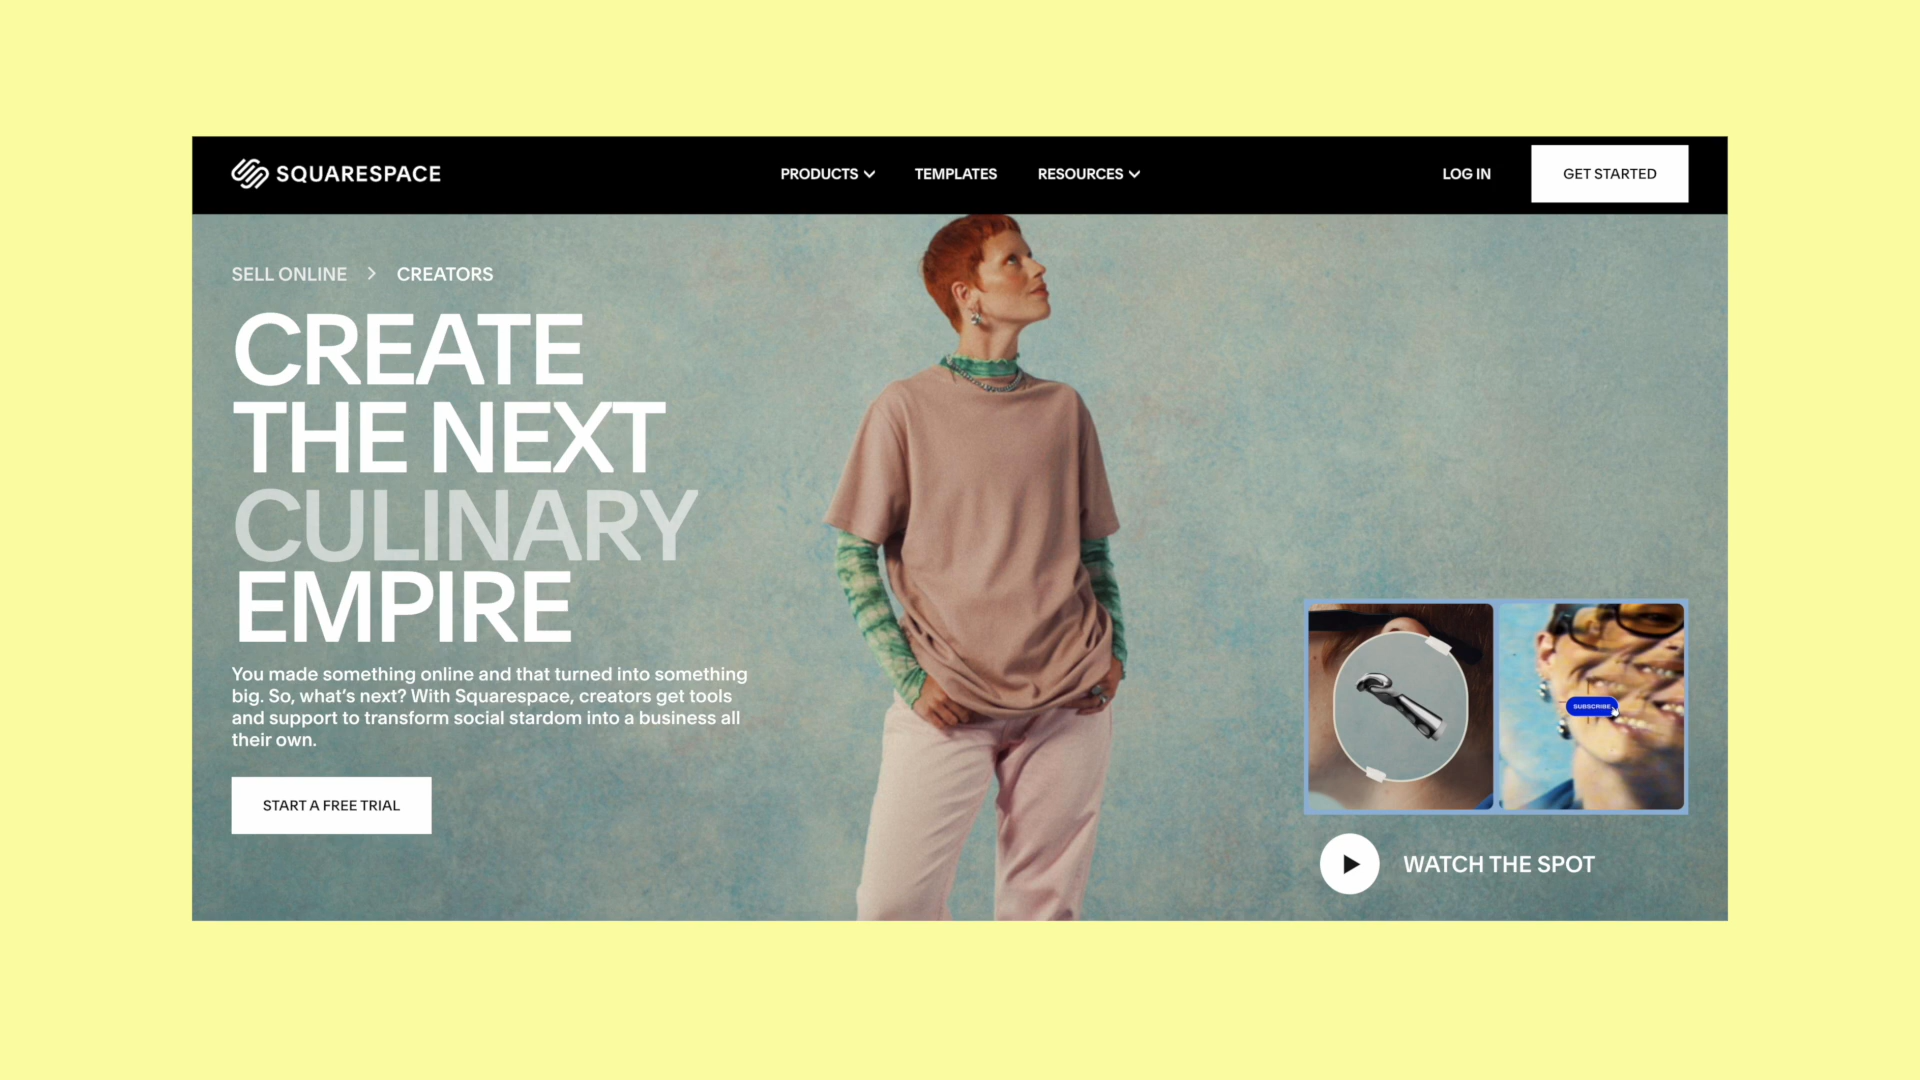 SQUARESPACE
PRODUCTS
TEMPLATES
RESOURCES
LOG IN
GET STARTED
SELL ONLINE > CREATORS
CREATE
THE NEXT
CULINARY
EMPIRE
You made something online and that turned into something
big. So, what’s next? With Squarespace, creators get tools
and support to transform social stardom into a business all
their own.
START A FREE TRIAL
SUBSCRIBE
WATCH THE SPOT